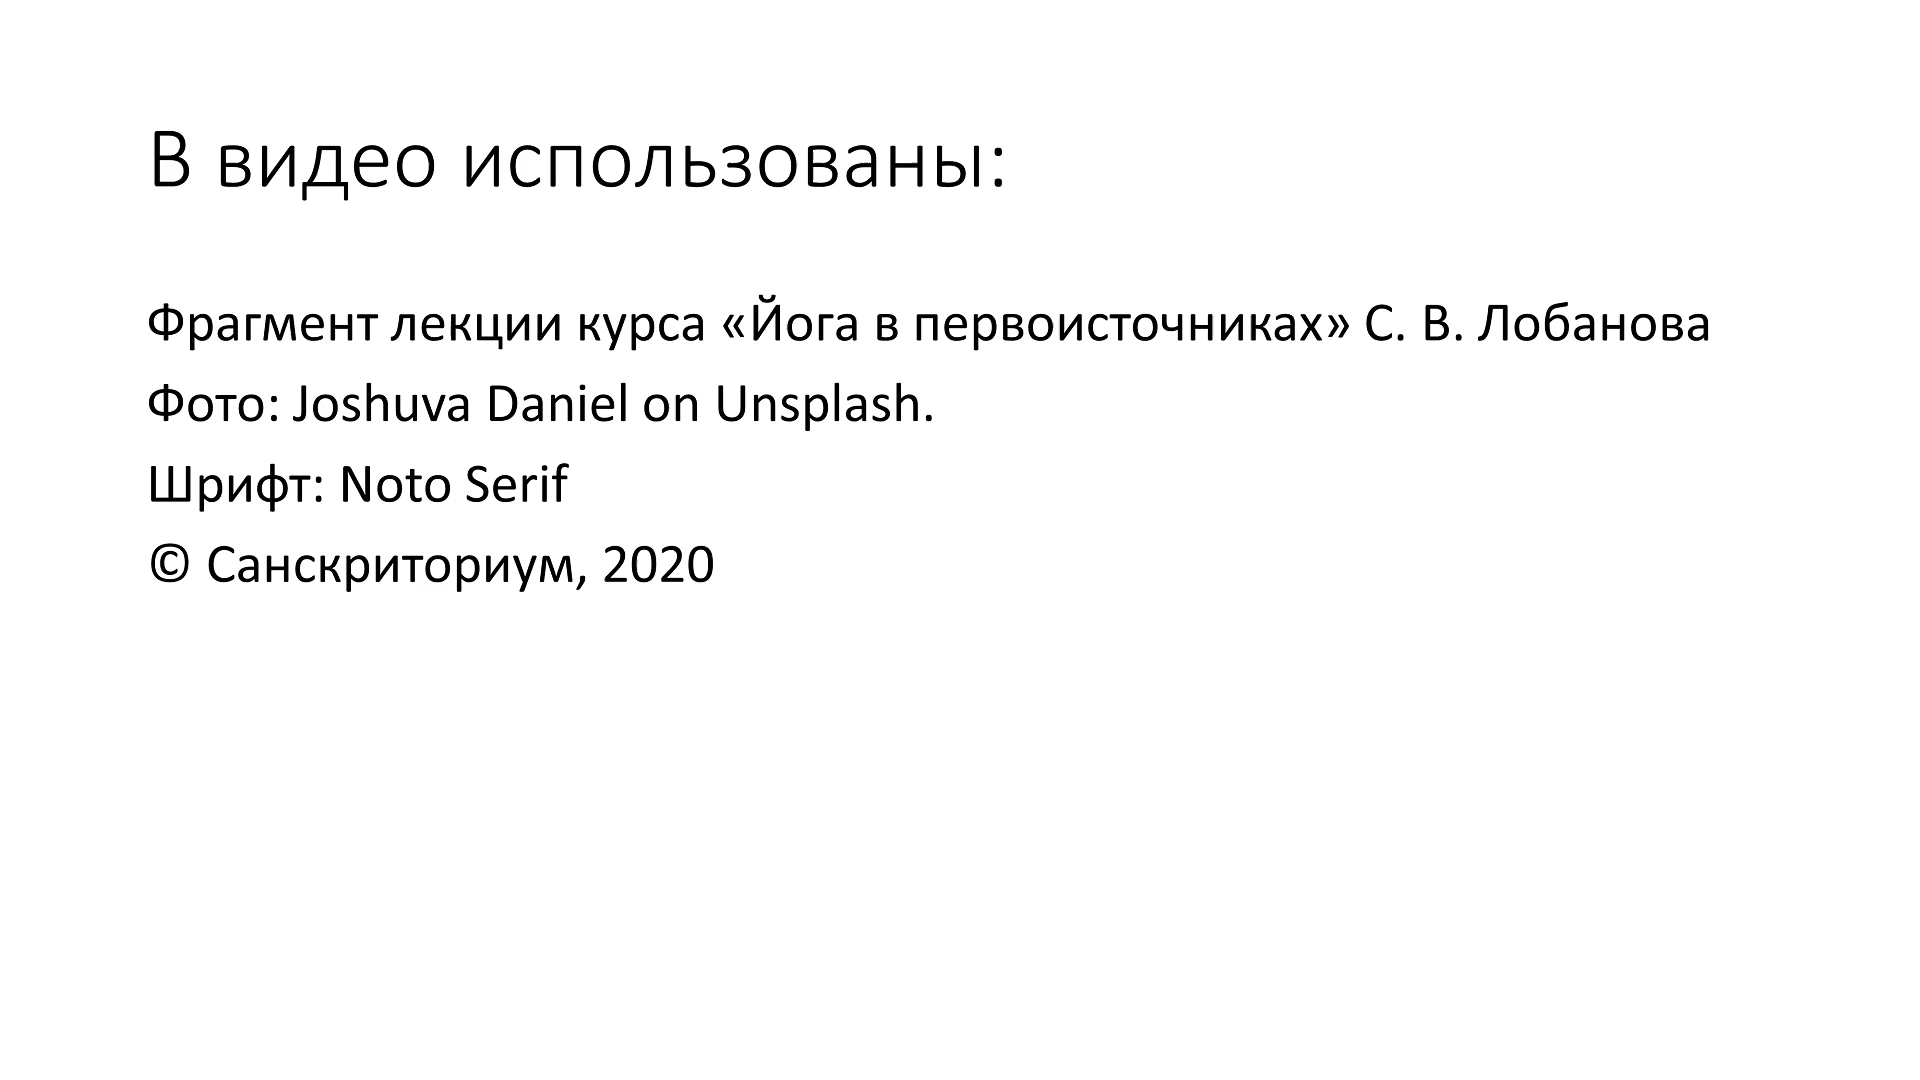 В видео использованы:
Фрагмент лекции курса «Йога в первоисточниках» С. В. Лобанова
Фото: Joshuva Daniel on Unsplash.
Шрифт: Noto Serif
© Санскриториум, 2020